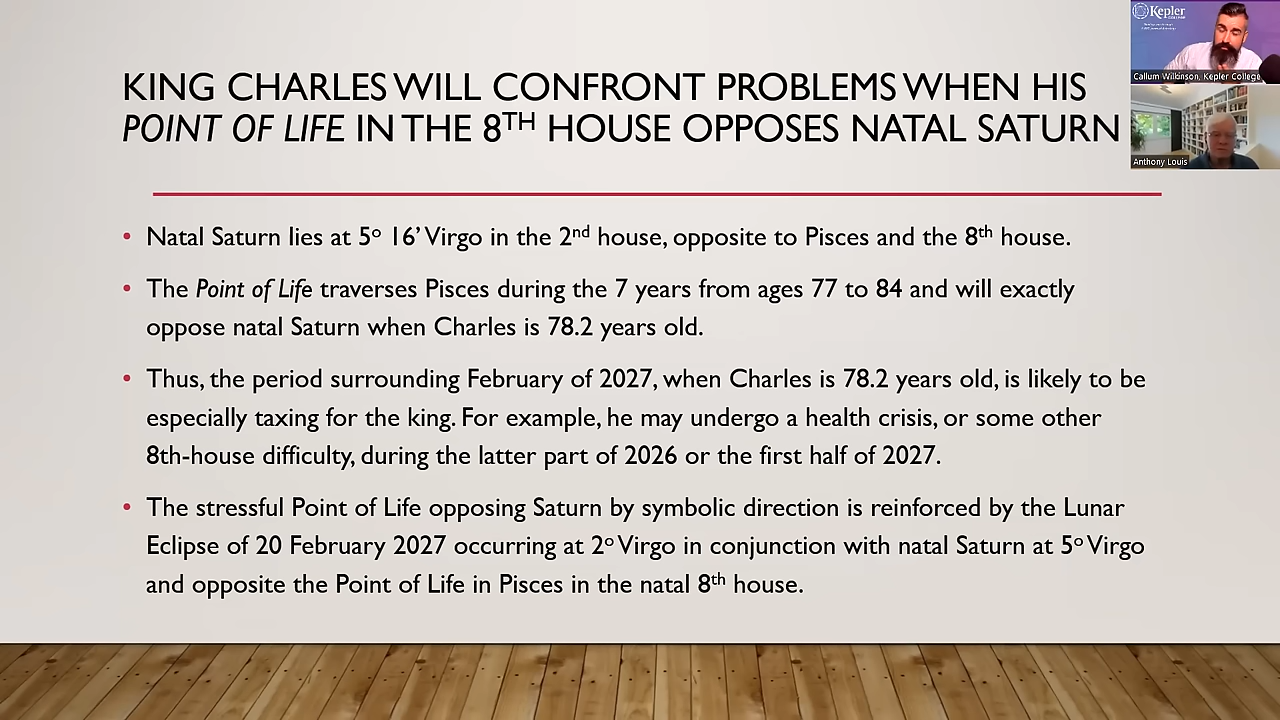 KING CHARLES WILL CONFRONT PROBLEMS WHEN HIS
POINT OF LIFE IN THE 8TH HOUSE OPPOSES NATAL SATURN
• Natal Saturn lies at 5º 16’ Virgo in the 2nd house, opposite to Pisces and the 8th house.
• The Point of Life traverses Pisces during the 7 years from ages 77 to 84 and will exactly
oppose natal Saturn when Charles is 78.2 years old.
• Thus, the period surrounding February of 2027, when Charles is 78.2 years old, is likely to be
especially taxing for the king. For example, he may undergo a health crisis, or some other
8th-house difficulty, during the latter part of 2026 or the first half of 2027.
• The stressful Point of Life opposing Saturn by symbolic direction is reinforced by the Lunar
Eclipse of 20 February 2027 occurring at 2º Virgo in conjunction with natal Saturn at 5º Virgo
and opposite the Point of Life in Pisces in the natal 8th house.
Kepler
COLLEGE
Callum Wilkinson, Kepler College
Anthony Louis